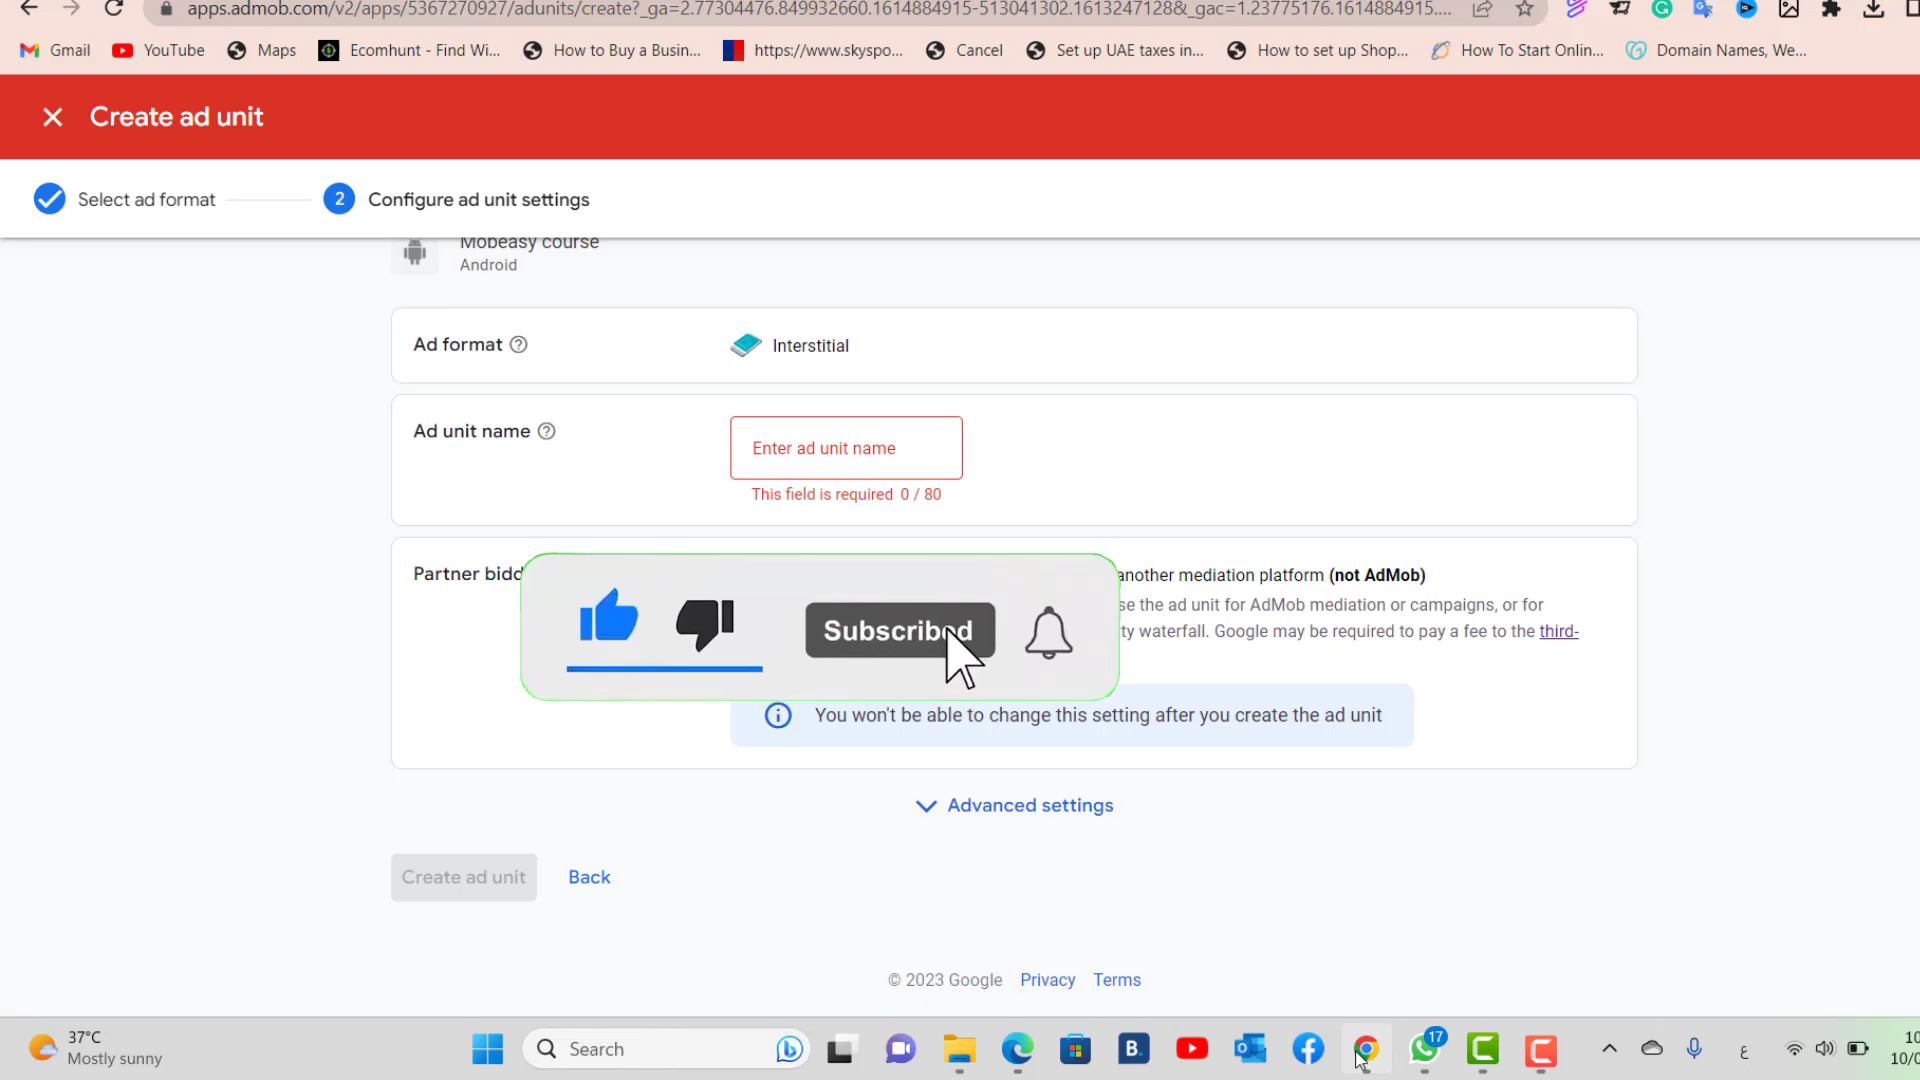 apps.admob.com/v2/apps/5367270927/adunits/create?_ga=2.77304476.849932660.1614884915-513041302.1613247128&_gac=1.23775176.1614884915....
Gmail YouTube Maps Ecomhunt - Find Wi... How to Buy a Busin... https://www.skyspo... Cancel Set up UAE taxes in... How to set up Shop... How To Start Onlin... Domain Names, We...
Create ad unit
Select ad format 2 Configure ad unit settings
Mobeasy course
Android
Ad format Interstitial
Ad unit name
Enter ad unit name
This field is required 0 / 80
Partner bidd another mediation platform (not AdMob)
se the ad unit for AdMob mediation or campaigns, or for
ty waterfall. Google may be required to pay a fee to the third-
Subscribed
You won't be able to change this setting after you create the ad unit
Advanced settings
Create ad unit Back
© 2023 Google Privacy Terms
37°C
Mostly sunny
Search
B.
17
ع
10
10/0